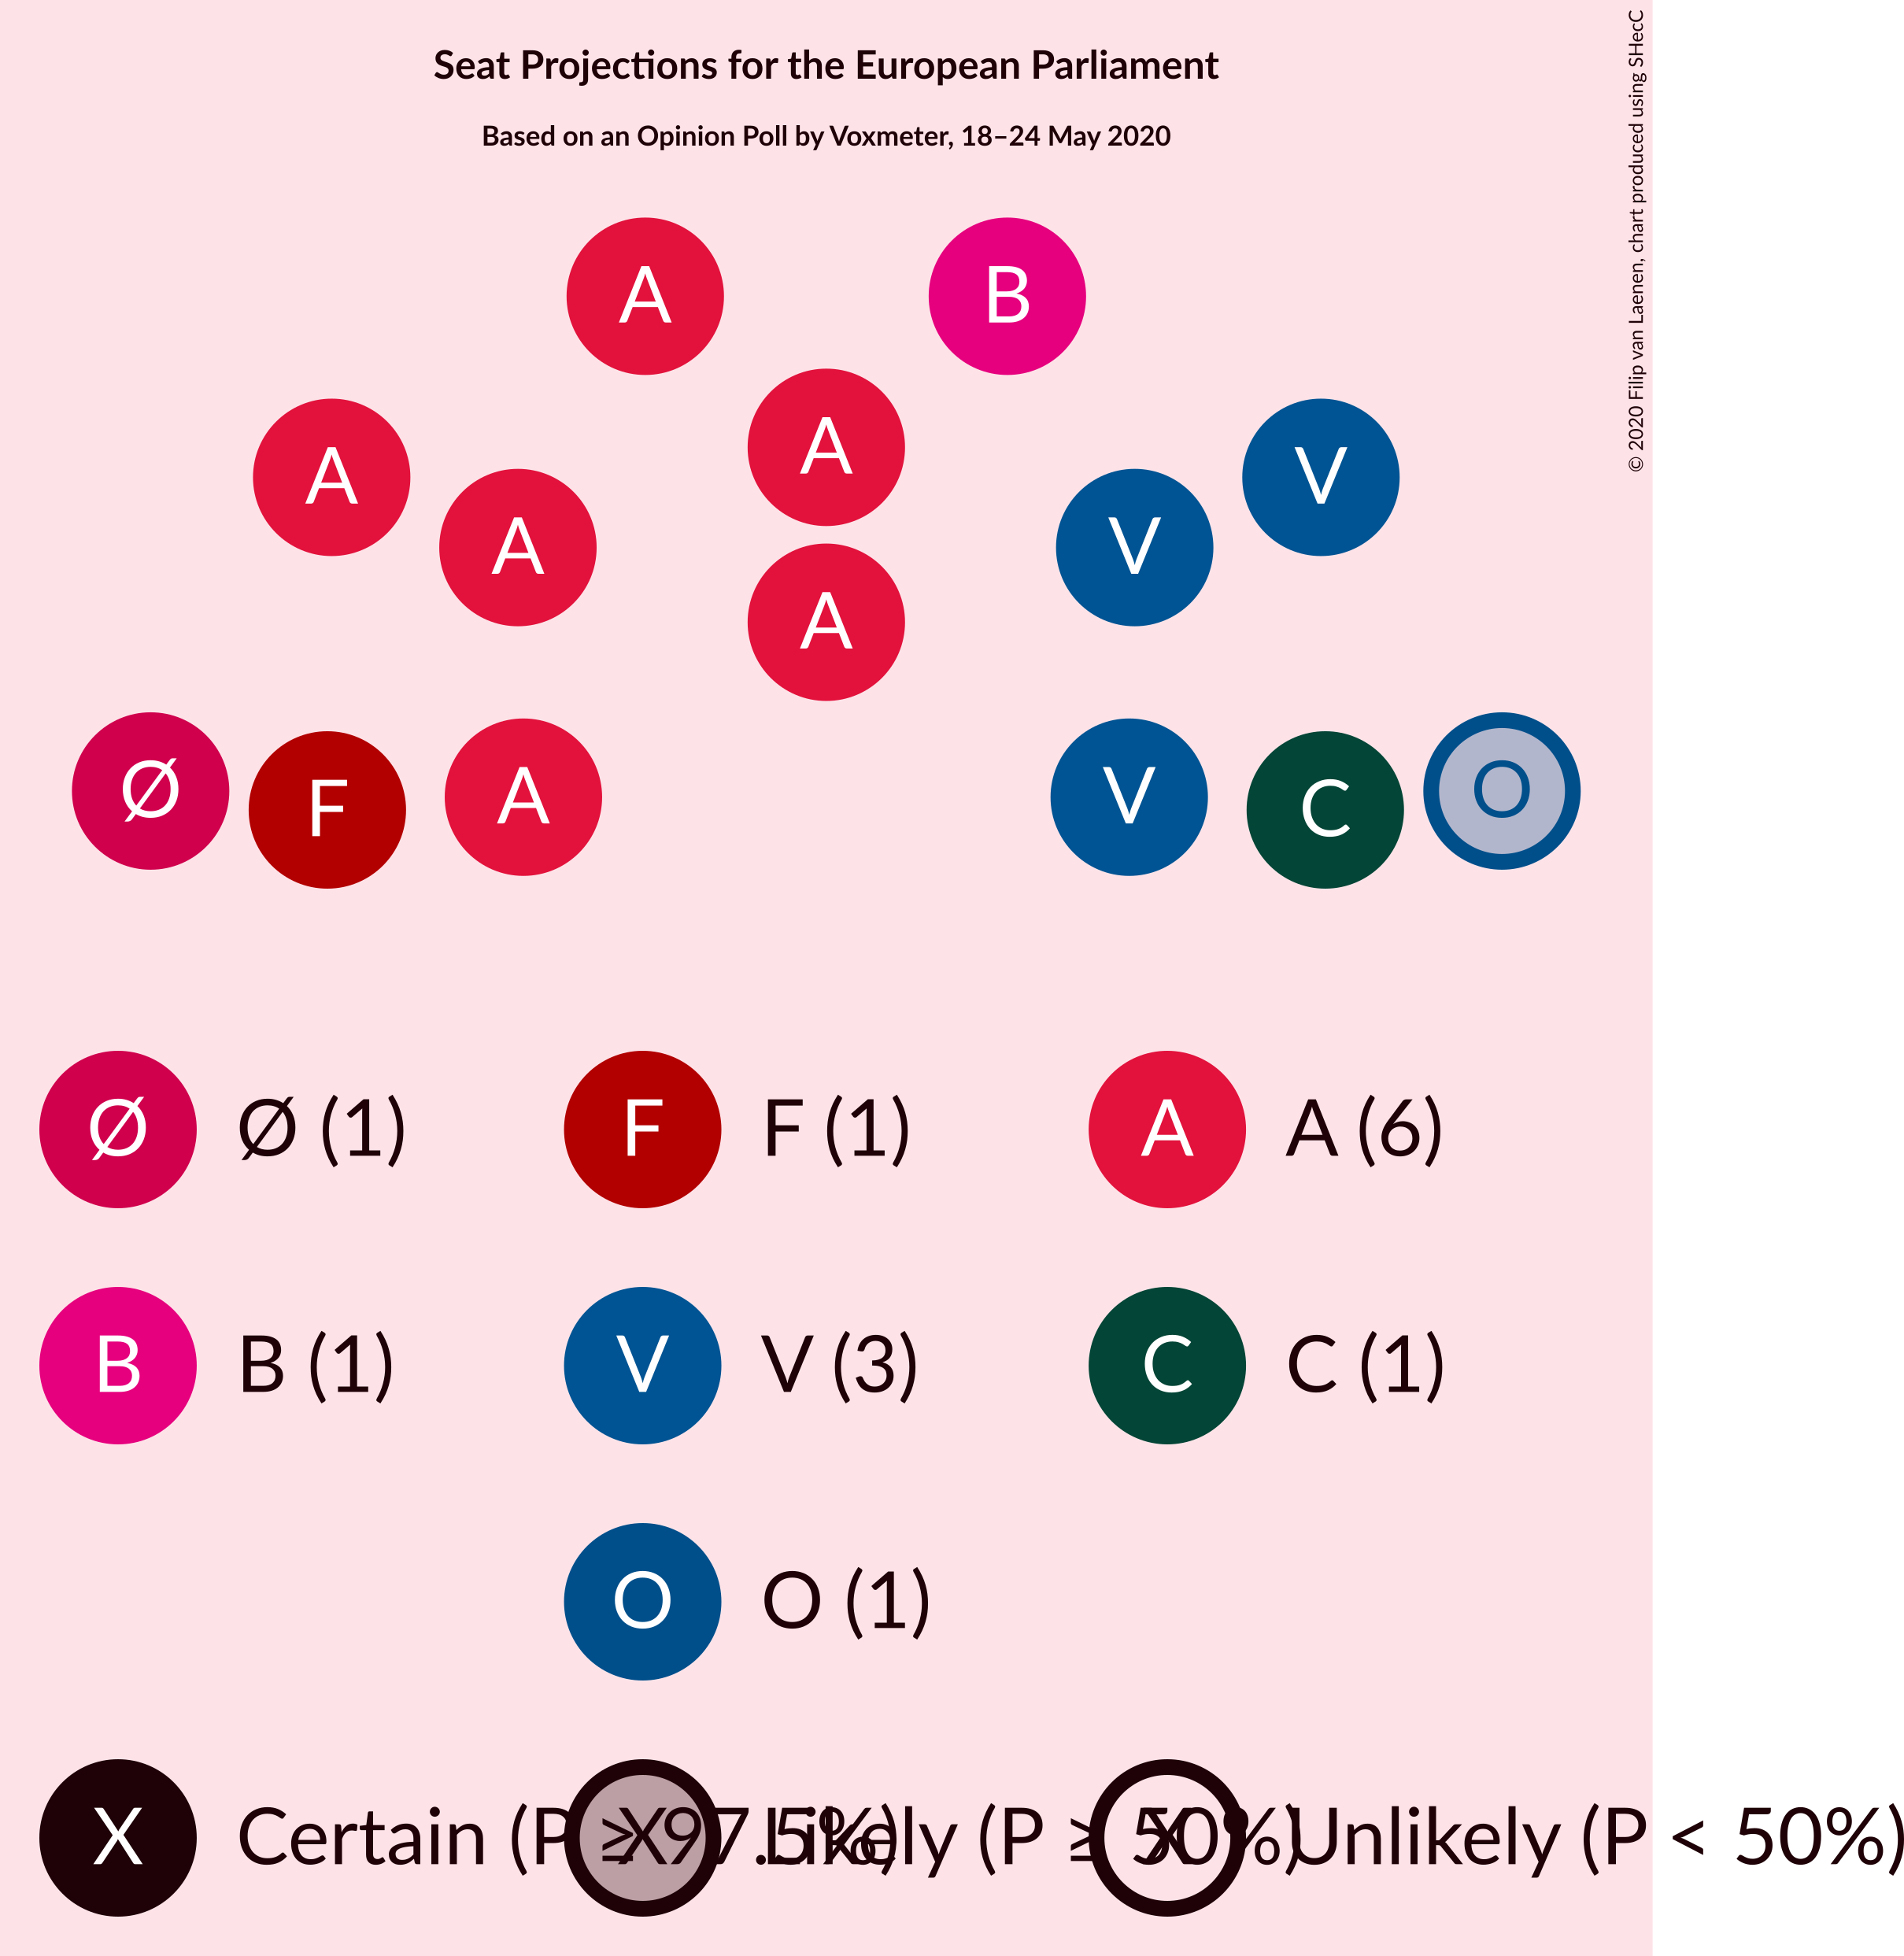 Seat Projections for the European Parliament
Based on an Opinion Poll by Voxmeter, 18–24 May 2020
© 2020 Filip van Laenen, chart produced using SHecC
A B
A A V
A V
A
Ø F A V C O
Ø Ø (1) F F (1) A A (6)
B B (1) V V (3) C C (1)
O O (1)
X Certain (P ≥ 97.5%) X Likely (P ≥ 50%) X Unlikely (P < 50%)